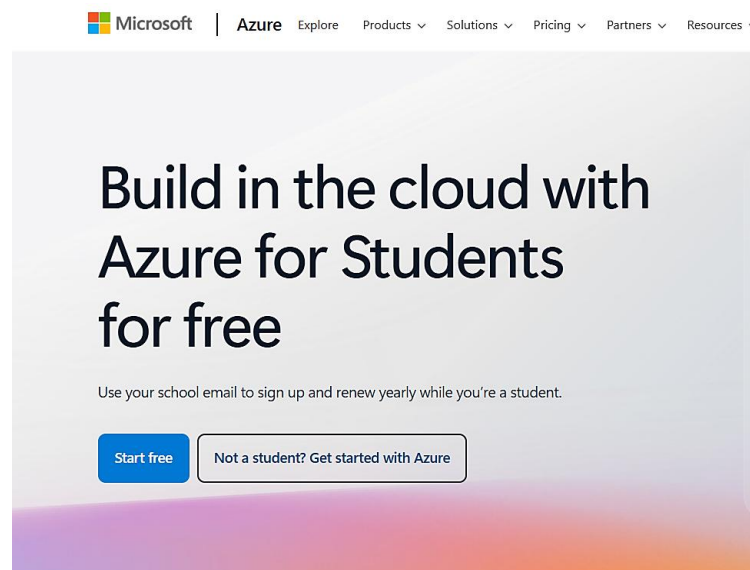 Microsoft Azure Explore Products Solutions Pricing Partners Resources
Build in the cloud with
Azure for Students
for free
Use your school email to sign up and renew yearly while you're a student.
Start free Not a student? Get started with Azure